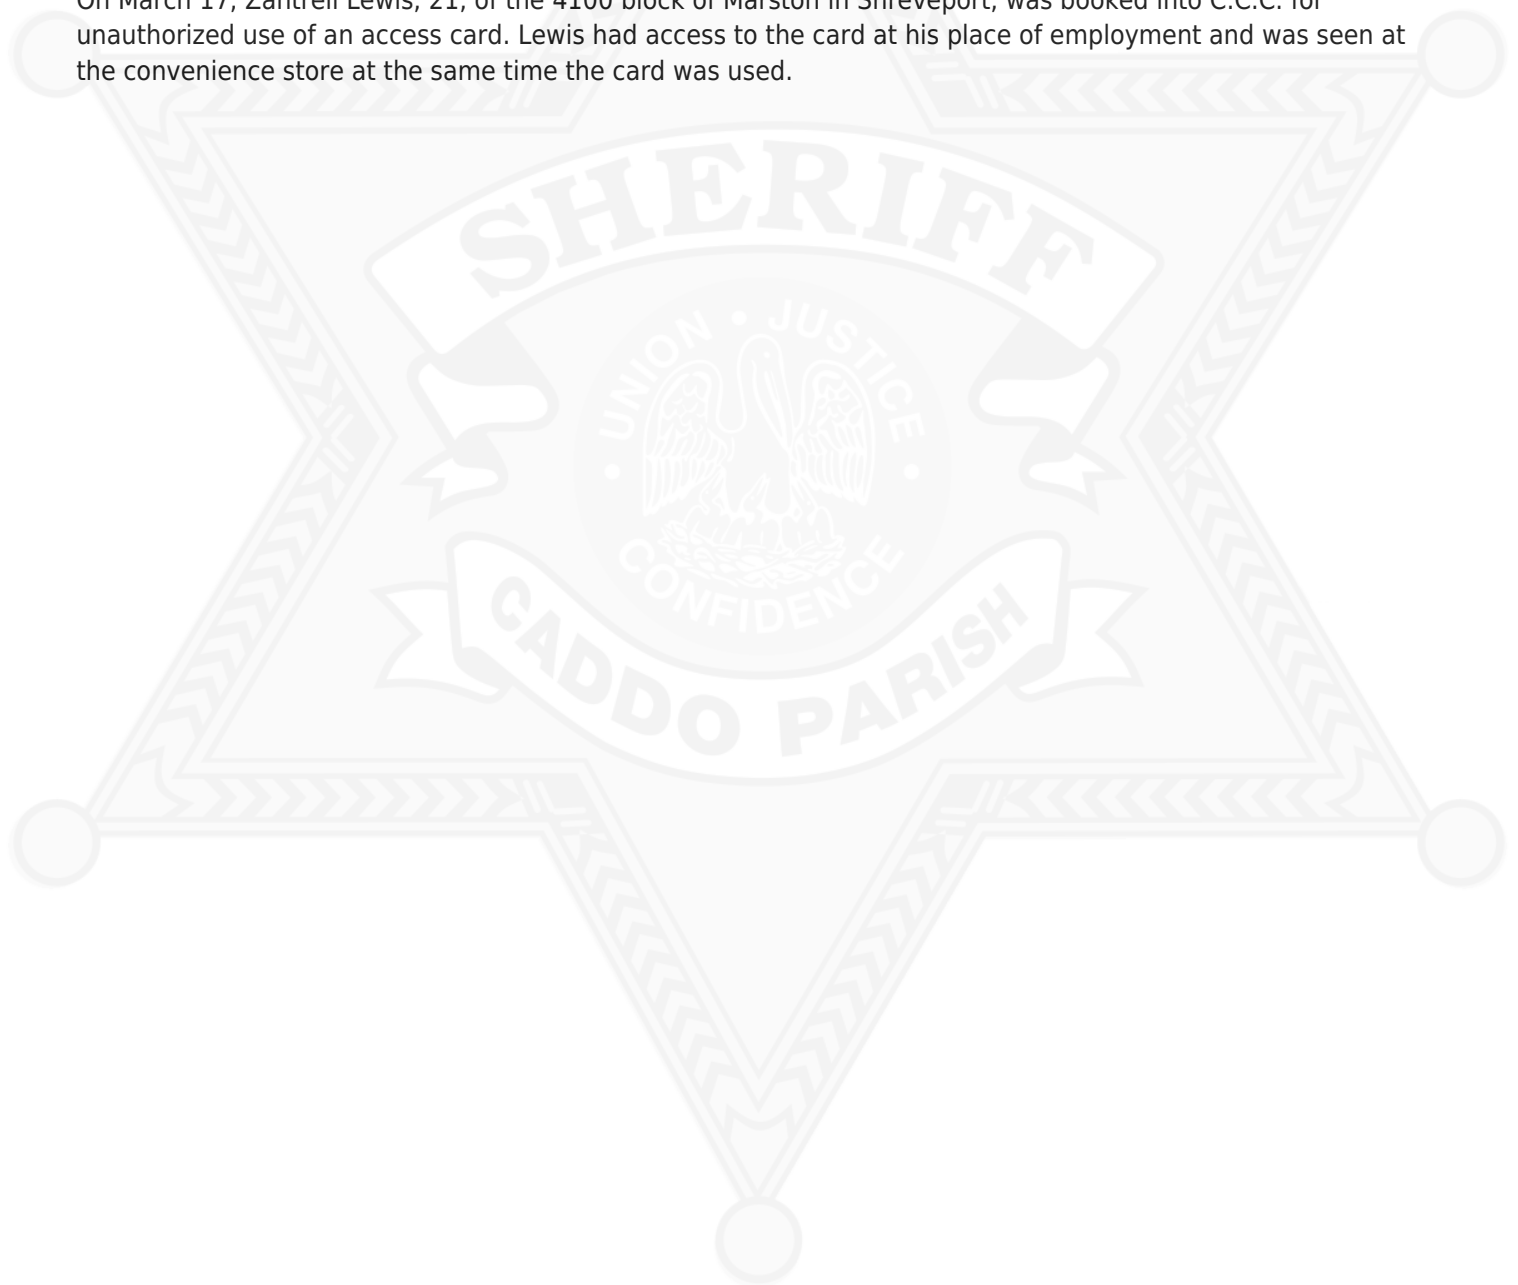 On March 17, Zantrell Lewis, 21, of the 4100 block of Marston in Shreveport, was booked into C.C.C. for
unauthorized use of an access card. Lewis had access to the card at his place of employment and was seen at
the convenience store at the same time the card was used.
SHERIFF
UNION • JUSTICE
• CONFIDENCE •
CADDO PARISH